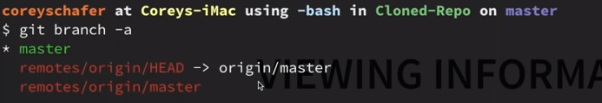 coreyschafer at Coreys-iMac using -bash in Cloned-Repo on master
$ git branch -a
* master
remotes/origin/HEAD -> origin/master
remotes/origin/master
VIEWING INFORMA